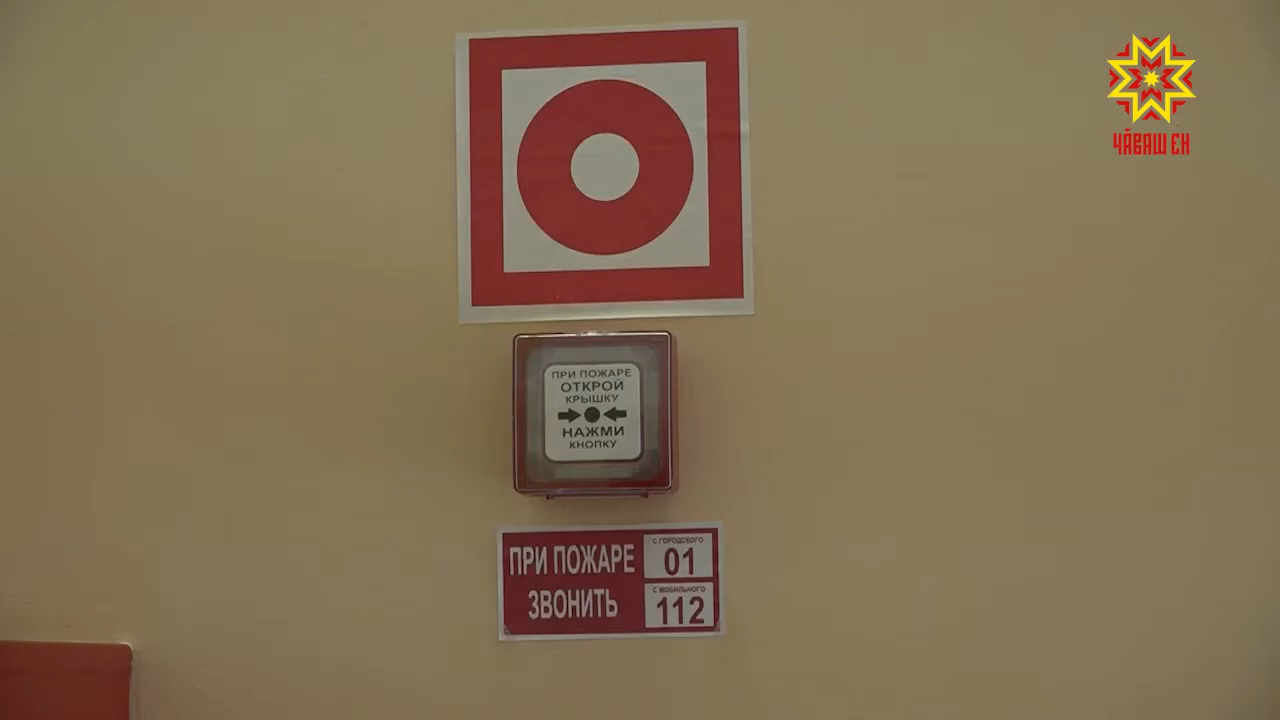 ЧӐВАШ ЕН
ПРИ ПОЖАРЕ
ОТКРОЙ
КРЫШКУ
НАЖМИ
КНОПКУ
ПРИ ПОЖАРЕ
ЗВОНИТЬ
С ГОРОДСКОГО
01
С МОБИЛЬНОГО
112